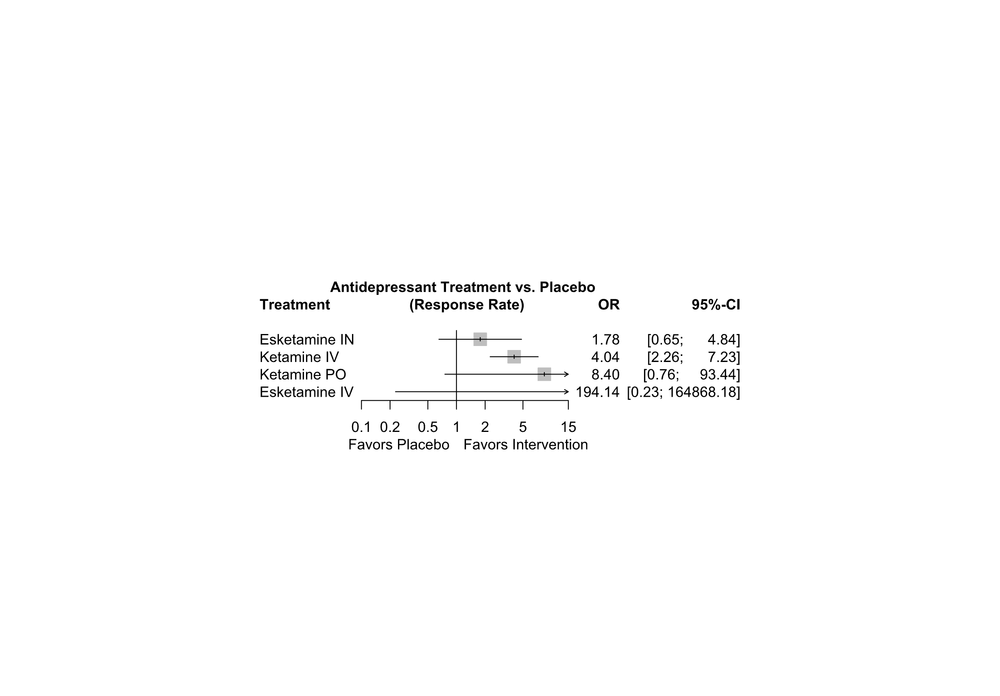 Antidepressant Treatment vs. Placebo
Treatment (Response Rate) OR 95%-CI
Esketamine IN 1.78 [0.65; 4.84]
Ketamine IV 4.04 [2.26; 7.23]
Ketamine PO 8.40 [0.76; 93.44]
Esketamine IV 194.14 [0.23; 164868.18]
0.1 0.2 0.5 1 2 5 15
Favors Placebo Favors Intervention